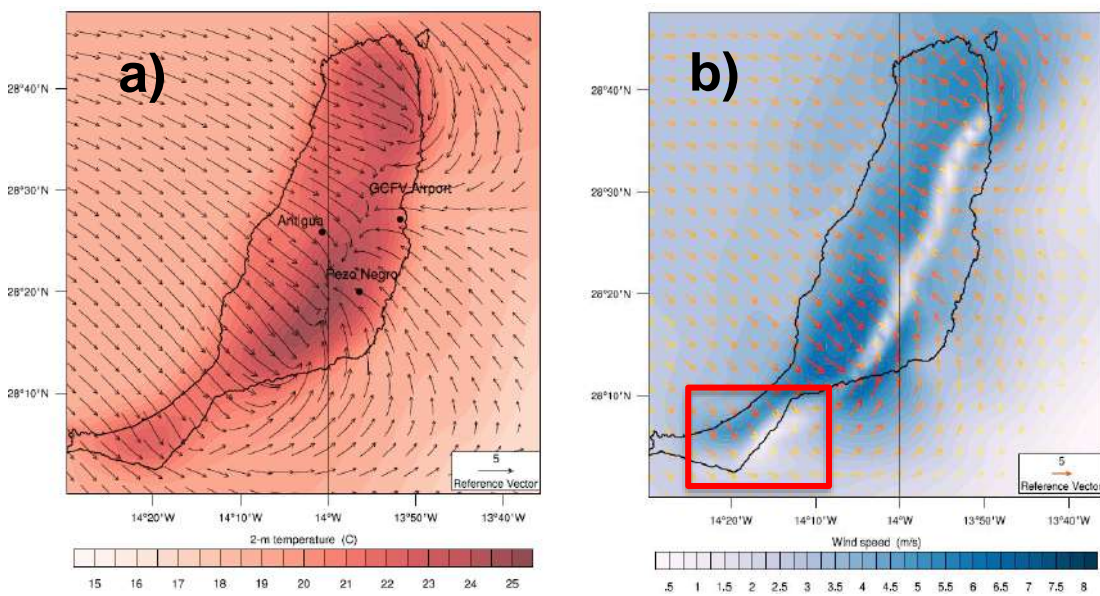 a)
28°40'N
28°30'N
28°20'N
28°10'N
GCFV Airport
Antigua
Pozo Negro
5
Reference Vector
14°20'W 14°10'W 14°W 13°50'W 13°40'W
2-m temperature (C)
15 16 17 18 19 20 21 22 23 24 25
b)
28°40'N
28°30'N
28°20'N
28°10'N
5
Reference Vector
14°20'W 14°10'W 14°W 13°50'W 13°40'W
Wind speed (m/s)
.5 1 1.5 2 2.5 3 3.5 4 4.5 5 5.5 6 6.5 7 7.5 8